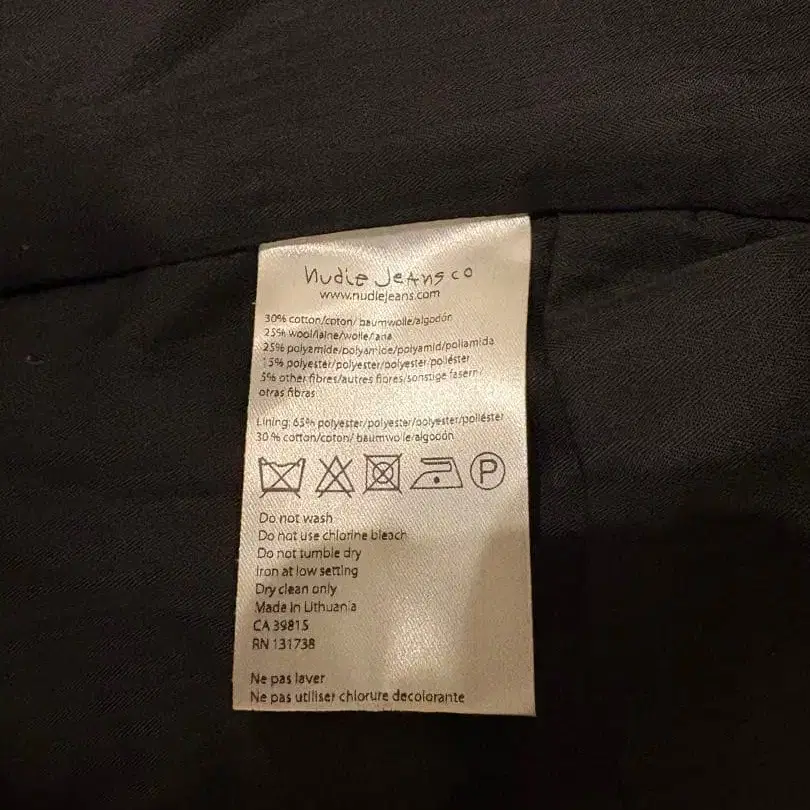 Nudie Jeans co
www.nudiejeans.com
30% cotton/coton/ baumwolle/algodón
25% wool/laine/wolle/lana
25% polyamide/polyamide/polyamid/poliamida
15% polyester/polyester/polyester/poliéster
5% other fibres/autres fibres/sonstige fasern/
otras fibras
Lining: 65% polyester/polyester/polyester/poliéster
30 % cotton/coton/ baumwolle/algodón
P
Do not wash
Do not use chlorine bleach
Do not tumble dry
Iron at low setting
Dry clean only
Made in Lithuania
CA 39815
RN 131738
Ne pas laver
Ne pas utiliser chlorure decolorante